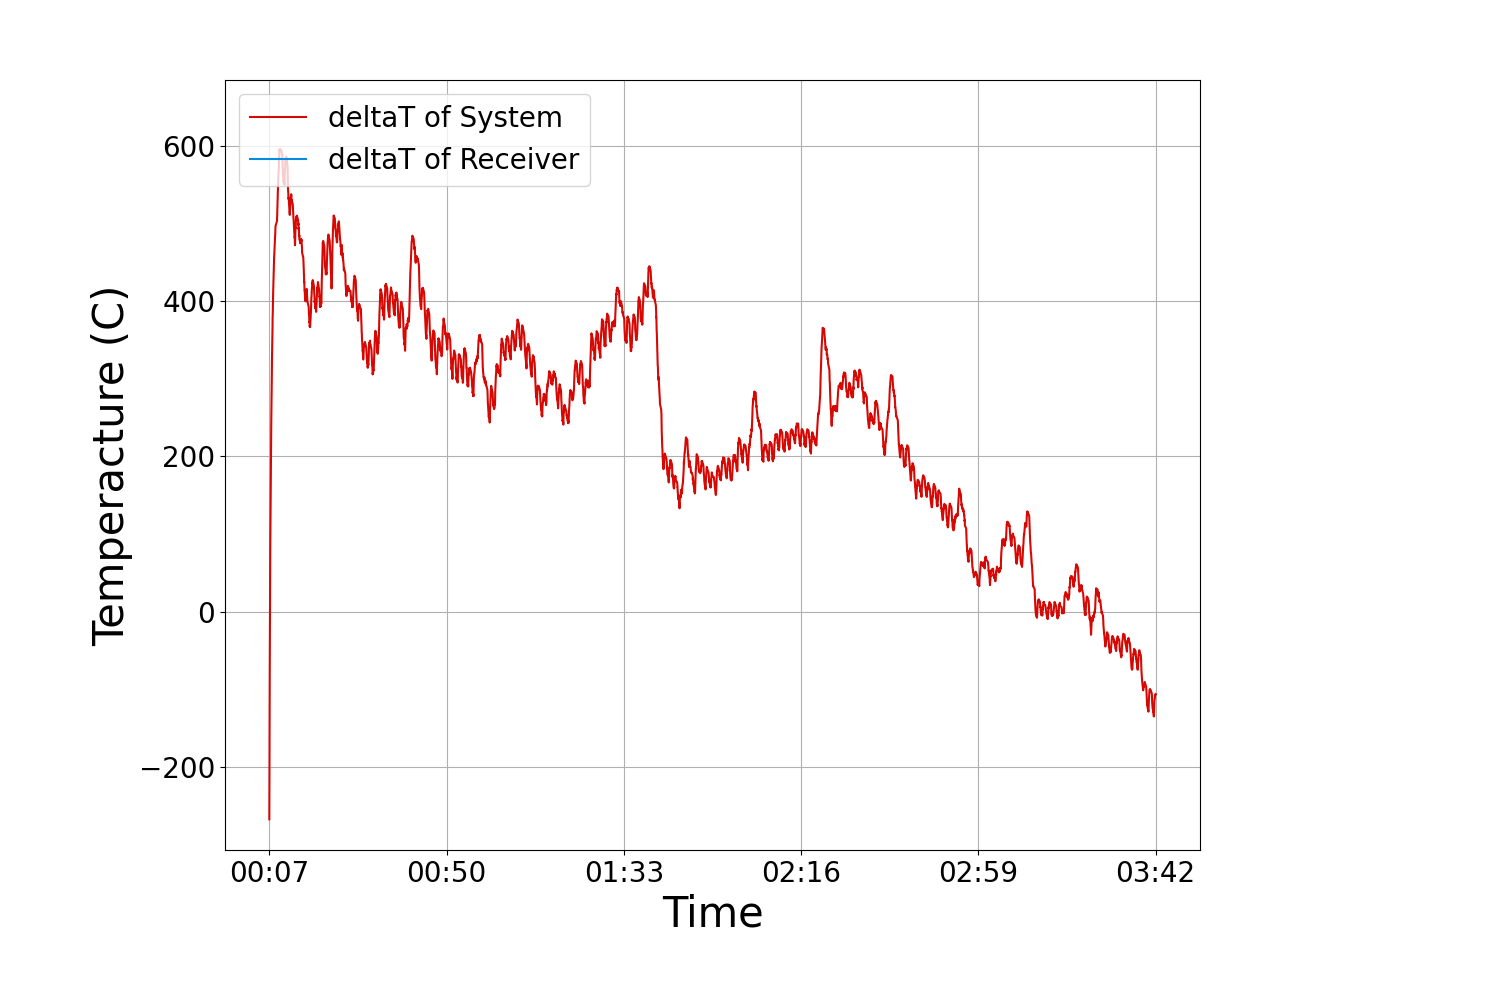 deltaT of System
deltaT of Receiver
600
400
200
0
−200
Temperacture (C)
00:07 00:50 01:33 02:16 02:59 03:42
Time